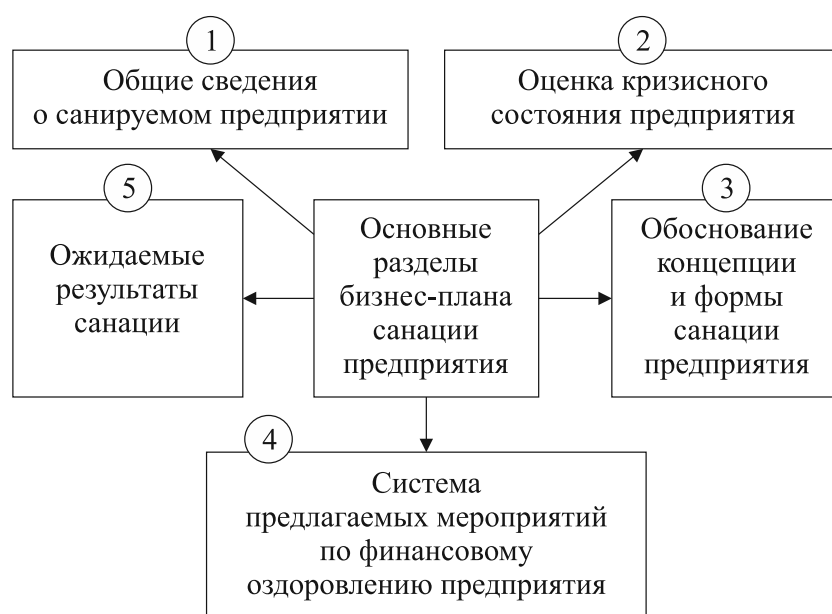 1
Общие сведения
о санируемом предприятии
2
Оценка кризисного
состояния предприятия
5
Ожидаемые
результаты
санации
Основные
разделы
бизнес-плана
санации
предприятия
3
Обоснование
концепции
и формы
санации
предприятия
4
Система
предлагаемых мероприятий
по финансовому
оздоровлению предприятия